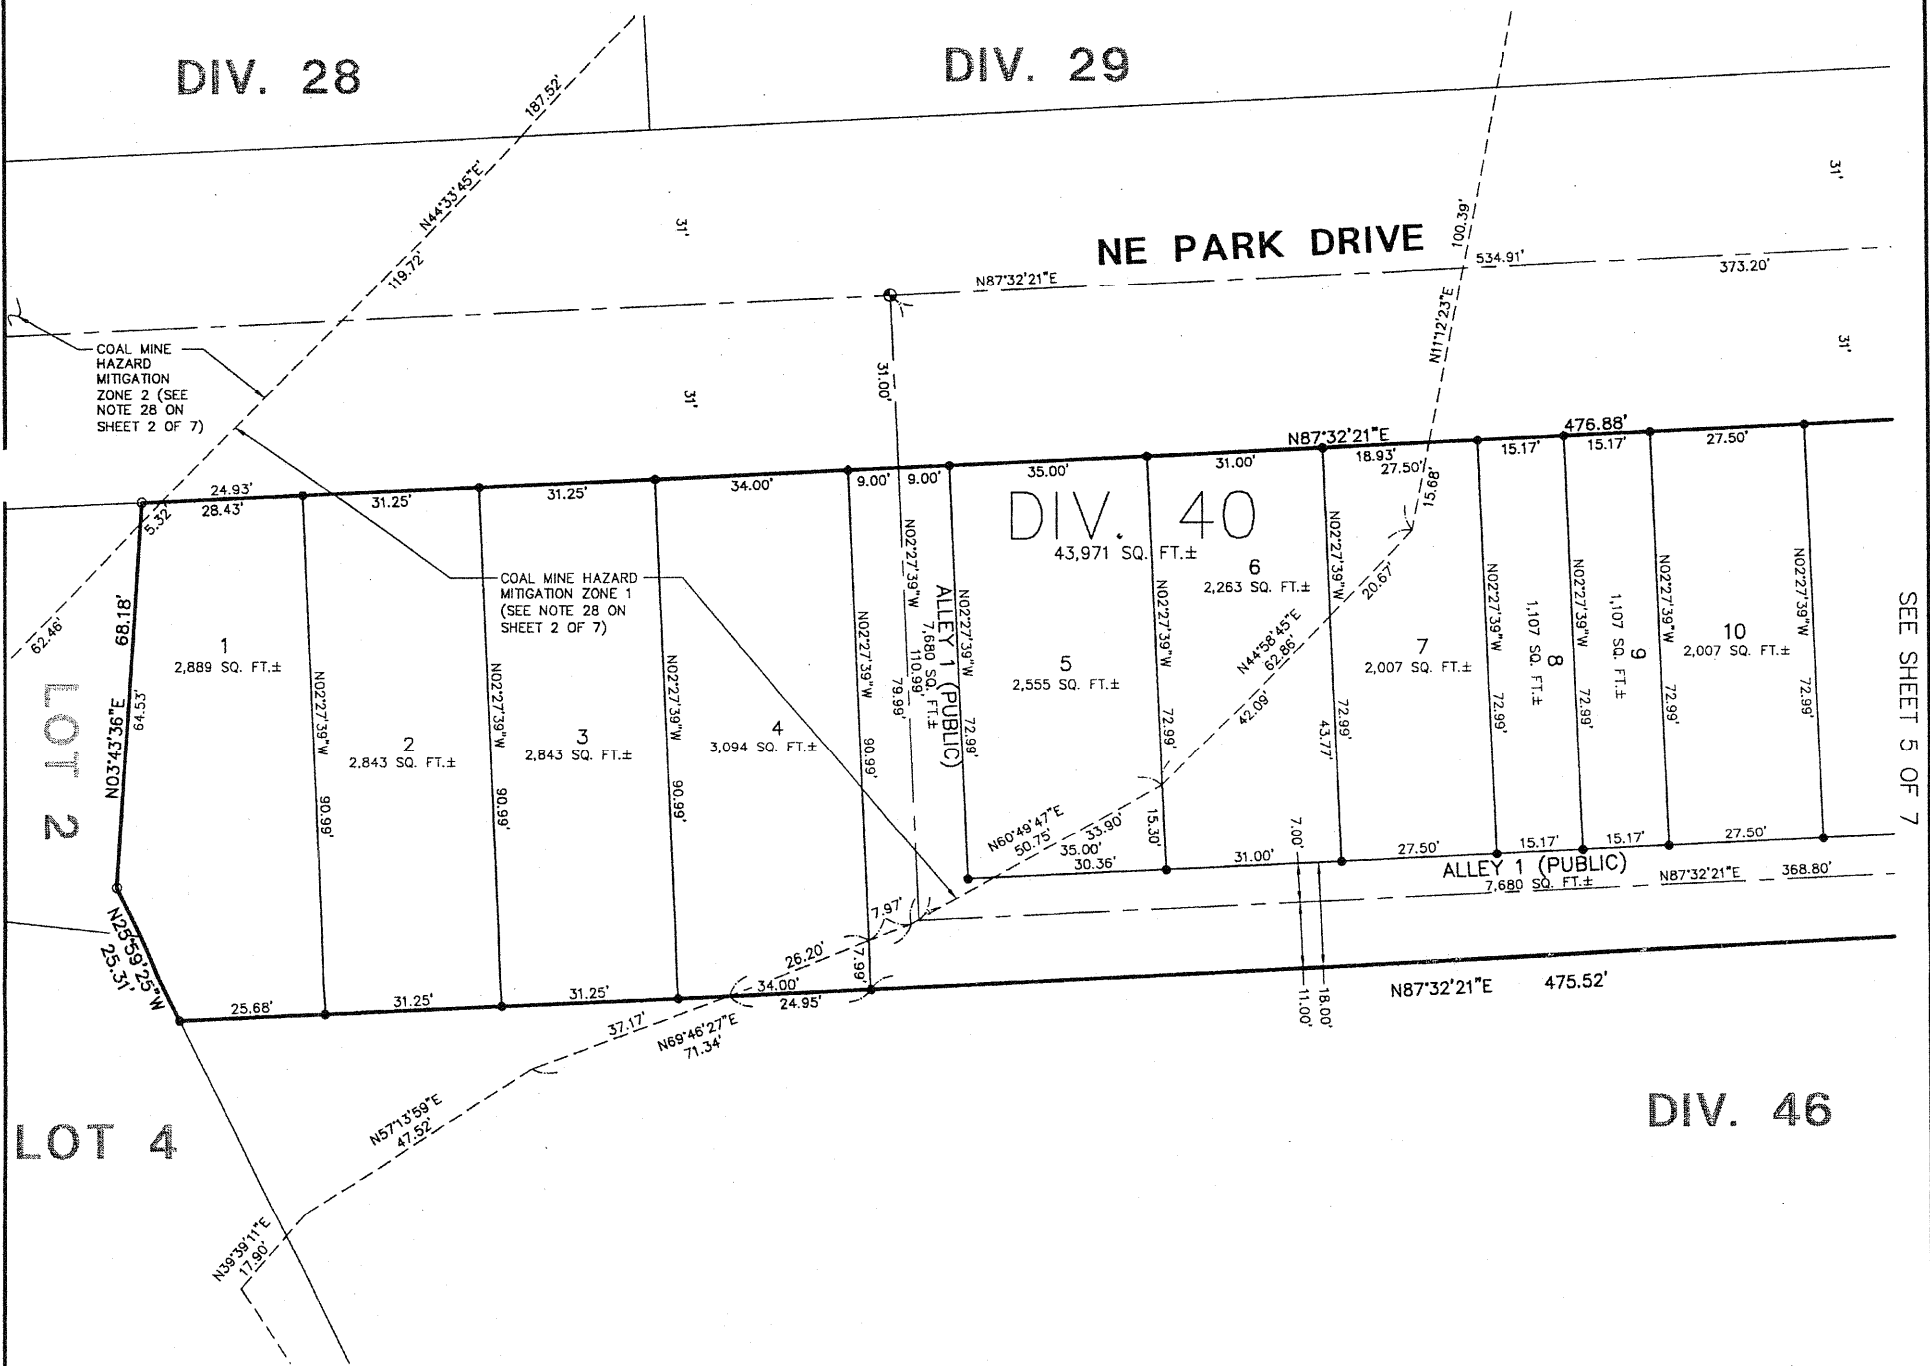 DIV. 28
DIV. 29
187.52'
N44°33'45"E
119.72'
31'
31'
NE PARK DRIVE
100.39'
534.91'
373.20'
N87°32'21"E
N11°12'23"E
31'
31'
31.00'
COAL MINE
HAZARD
MITIGATION
ZONE 2 (SEE
NOTE 28 ON
SHEET 2 OF 7)
24.93'
28.43'
5.32'
31.25'
31.25'
34.00'
9.00'
9.00'
35.00'
31.00'
N87°32'21"E
18.93'
27.50'
476.88'
15.17'
15.17'
27.50'
15.68'
DIV. 40
43,971 SQ. FT.±
COAL MINE HAZARD
MITIGATION ZONE 1
(SEE NOTE 28 ON
SHEET 2 OF 7)
62.46'
68.18'
N03°43'36"E
64.53'
LOT 2
1
2,889 SQ. FT.±
N02°27'39"W
90.99'
2
2,843 SQ. FT.±
N02°27'39"W
90.99'
3
2,843 SQ. FT.±
N02°27'39"W
90.99'
4
3,094 SQ. FT.±
N02°27'39"W
90.99'
N02°27'39"W
110.99'
79.99'
ALLEY 1 (PUBLIC)
7,680 SQ. FT.±
N02°27'39"W
72.99'
5
2,555 SQ. FT.±
N02°27'39"W
72.99'
15.30'
6
2,263 SQ. FT.±
20.67'
N44°58'45"E
62.86'
42.09'
N02°27'39"W
72.99'
43.77'
7
2,007 SQ. FT.±
N02°27'39"W
72.99'
8
1,107 SQ. FT.±
N02°27'39"W
72.99'
9
1,107 SQ. FT.±
N02°27'39"W
72.99'
10
2,007 SQ. FT.±
N02°27'39"W
72.99'
SEE SHEET 5 OF 7
N60°49'47"E
50.75'
33.90'
35.00'
30.36'
31.00'
7.00'
27.50'
15.17'
15.17'
27.50'
ALLEY 1 (PUBLIC)
7,680 SQ. FT.±
N87°32'21"E
368.80'
7.97'
26.20'
7.99'
N25°59'25"W
25.31'
25.68'
31.25'
31.25'
34.00'
24.95'
37.17'
N69°46'27"E
71.34'
11.00'
18.00'
N87°32'21"E
475.52'
N57°13'59"E
47.52'
LOT 4
DIV. 46
N39°39'11"E
17.90'